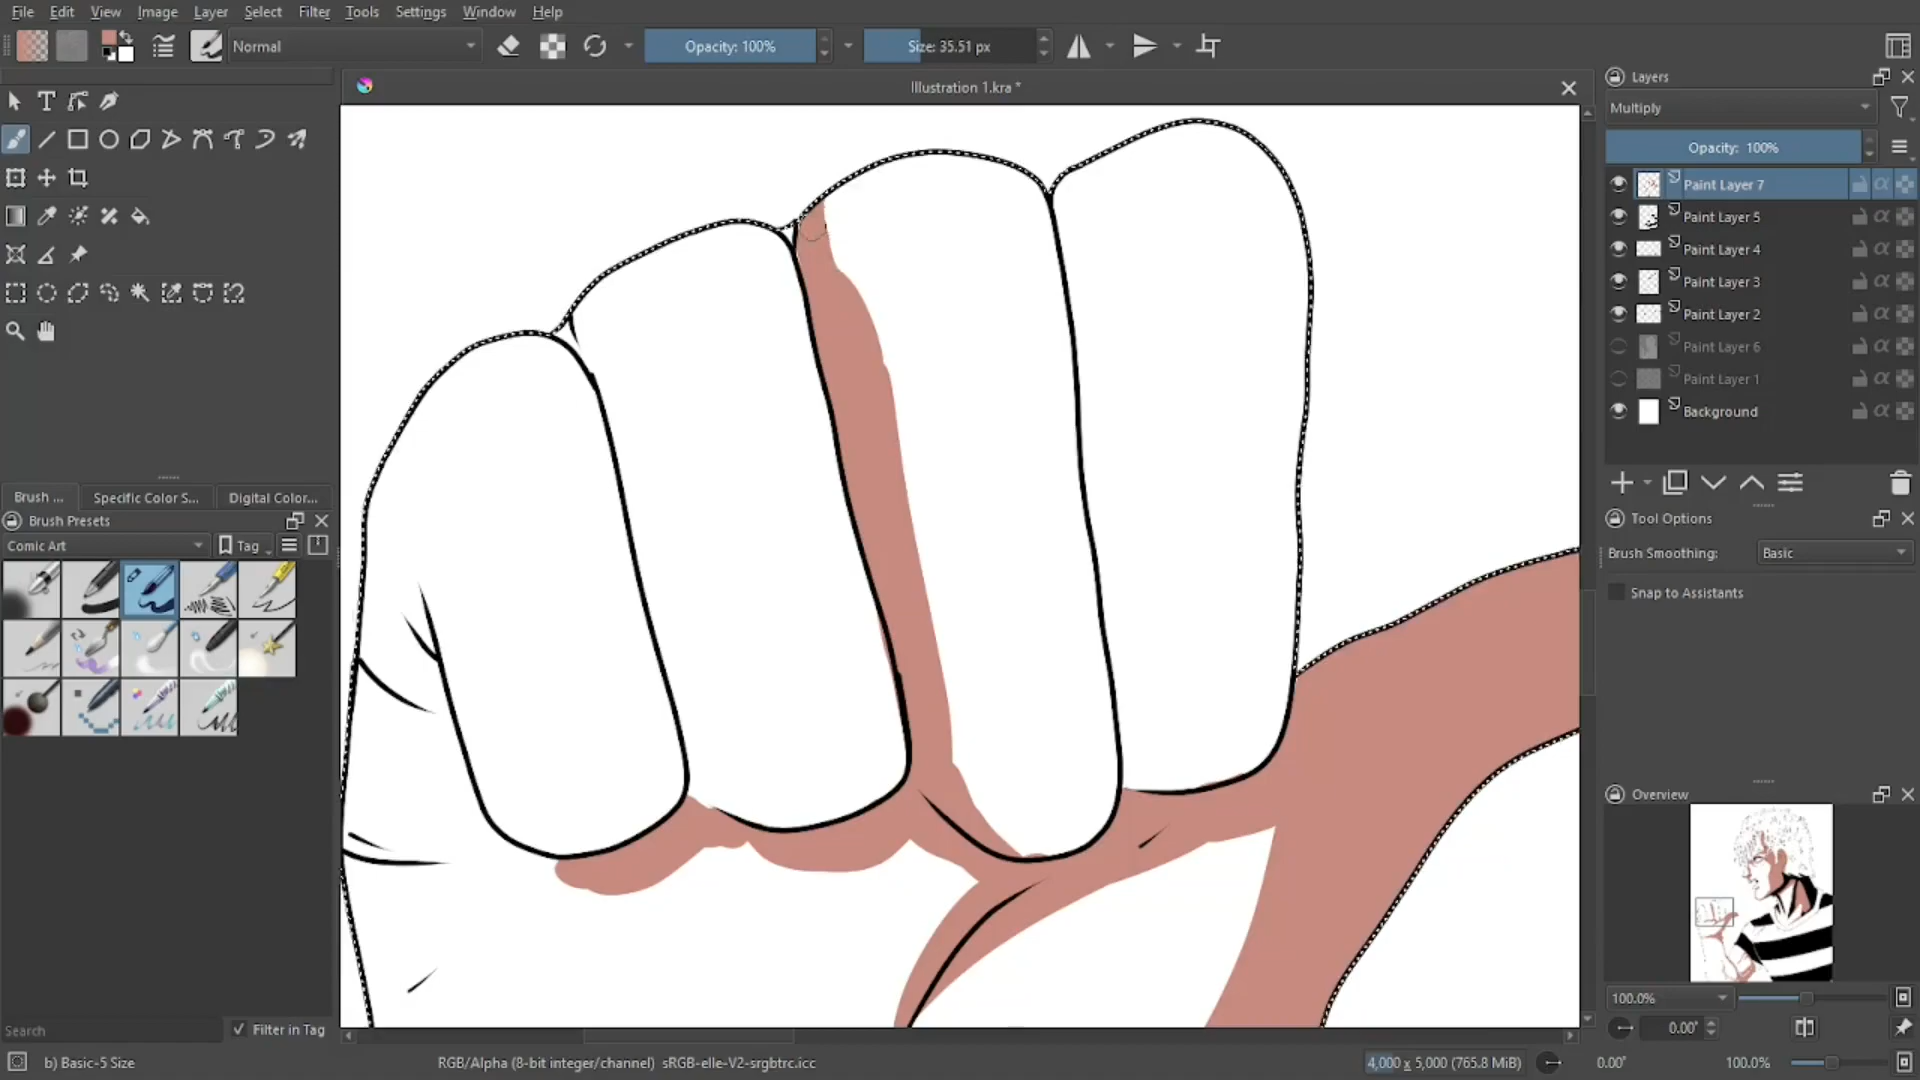 File Edit View Image Layer Select Filter Tools Settings Window Help
Normal
Opacity: 100%
Size: 35.51 px
Illustration 1.kra *
Layers
Multiply
Opacity: 100%
Paint Layer 7
Paint Layer 5
Paint Layer 4
Paint Layer 3
Paint Layer 2
Paint Layer 6
Paint Layer 1
Background
Brush ... Specific Color S... Digital Color...
Brush Presets
Comic Art
Tag
Tool Options
Brush Smoothing: Basic
Snap to Assistants
Overview
100.0%
0.00°
Search
Filter in Tag
b) Basic-5 Size
RGB/Alpha (8-bit integer/channel) sRGB-elle-V2-srgbtrc.icc
4,000 x 5,000 (765.8 MiB)
0.00°
100.0%